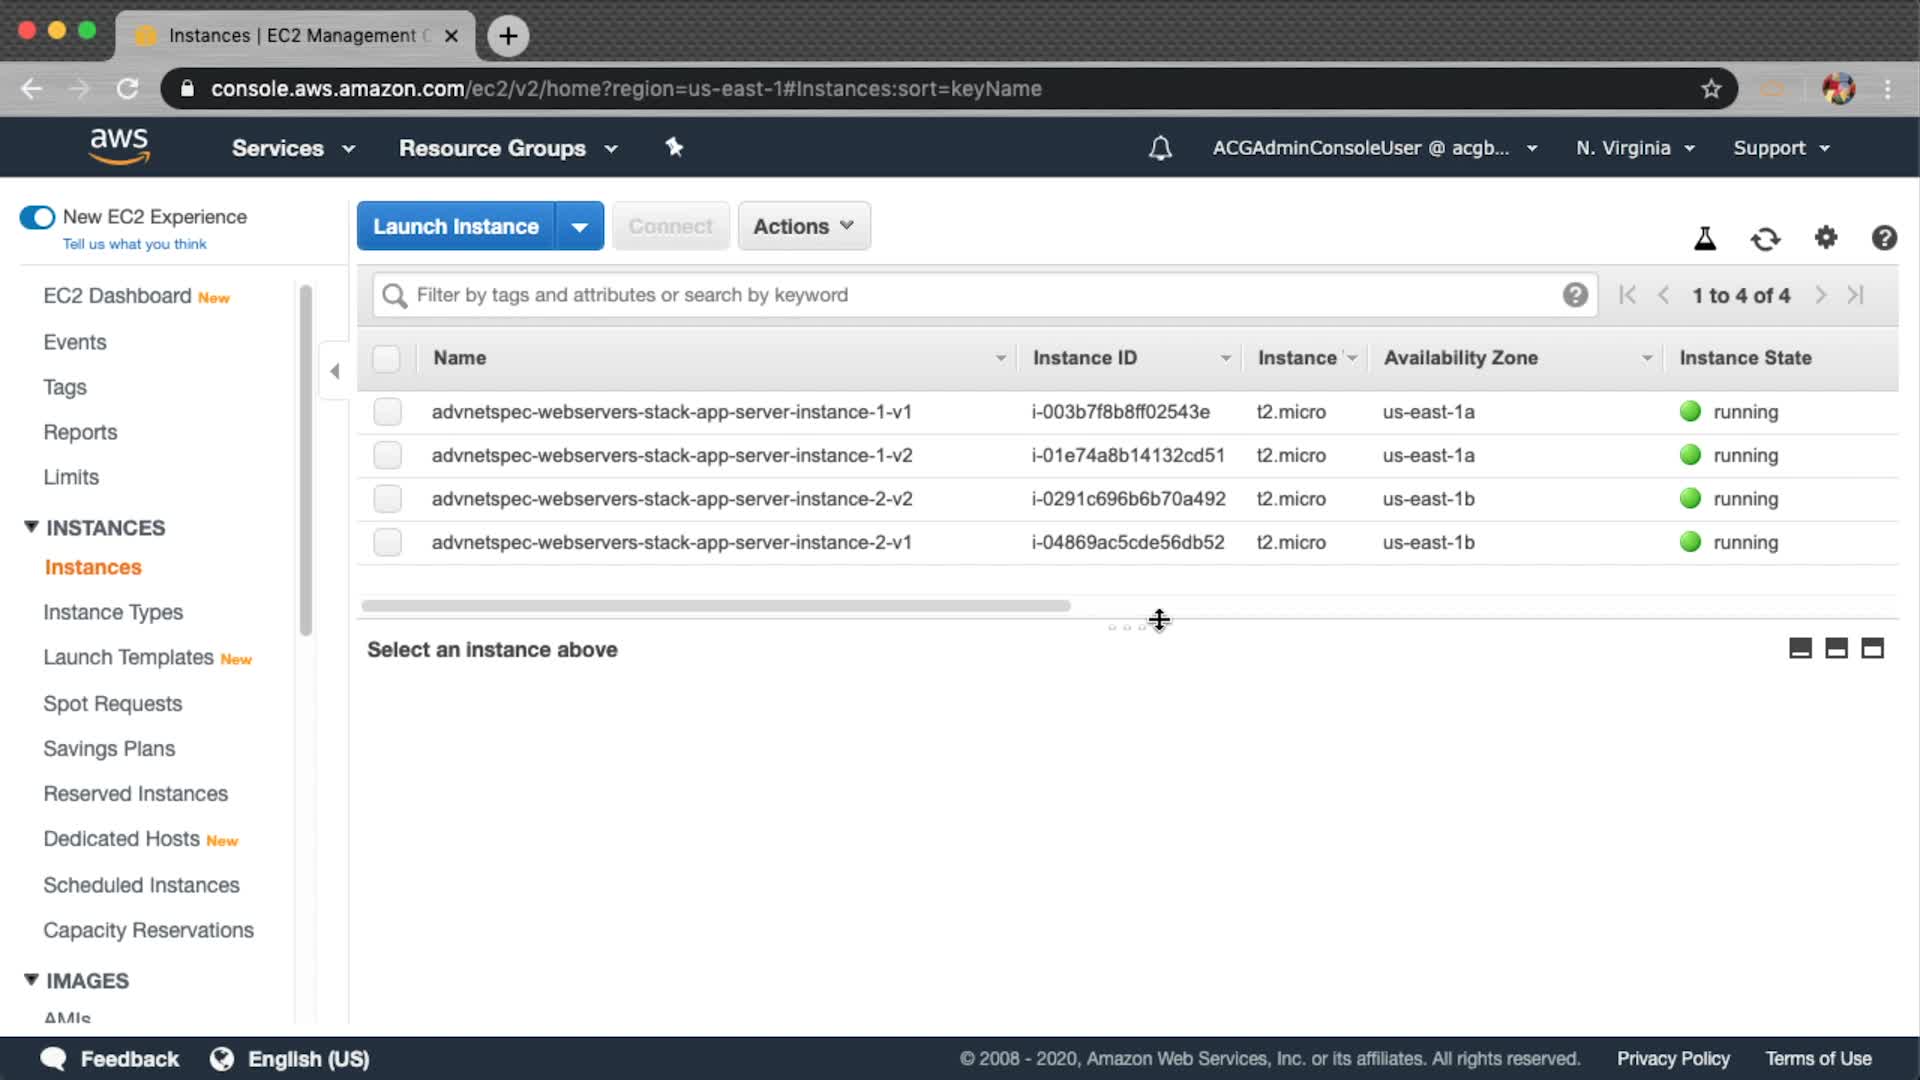 Instances | EC2 Management C
console.aws.amazon.com/ec2/v2/home?region=us-east-1#Instances:sort=keyName
aws Services Resource Groups ACGAdminConsoleUser @ acgb... N. Virginia Support
New EC2 Experience
Tell us what you think
Launch Instance Connect Actions
EC2 Dashboard New
Events
Tags
Reports
Limits
INSTANCES
Instances
Instance Types
Launch Templates New
Spot Requests
Savings Plans
Reserved Instances
Dedicated Hosts New
Scheduled Instances
Capacity Reservations
IMAGES
AMIs
Filter by tags and attributes or search by keyword 1 to 4 of 4
Name Instance ID Instance Availability Zone Instance State
advnetspec-webservers-stack-app-server-instance-1-v1 i-003b7f8b8ff02543e t2.micro us-east-1a running
advnetspec-webservers-stack-app-server-instance-1-v2 i-01e74a8b14132cd51 t2.micro us-east-1a running
advnetspec-webservers-stack-app-server-instance-2-v2 i-0291c696b6b70a492 t2.micro us-east-1b running
advnetspec-webservers-stack-app-server-instance-2-v1 i-04869ac5cde56db52 t2.micro us-east-1b running
Select an instance above
Feedback English (US) © 2008 - 2020, Amazon Web Services, Inc. or its affiliates. All rights reserved. Privacy Policy Terms of Use